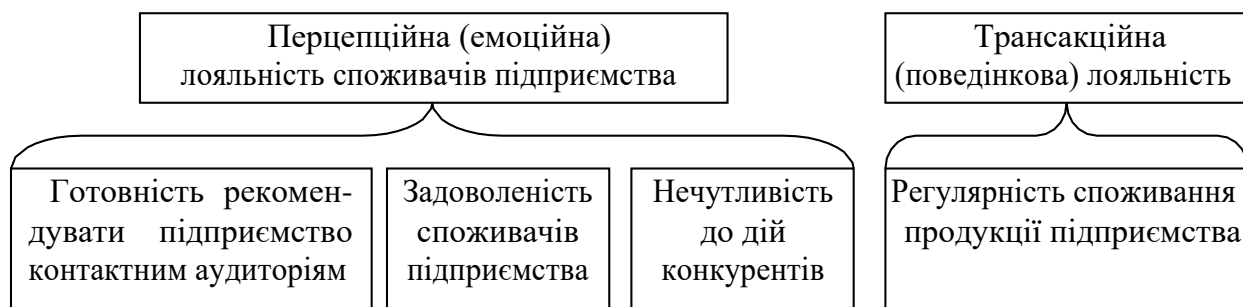 Перцепційна (емоційна)
лояльність споживачів підприємства
Трансакційна
(поведінкова) лояльність
Готовність рекомен-
дувати підприємство
контактним аудиторіям
Задоволеність
споживачів
підприємства
Нечутливість
до дій
конкурентів
Регулярність споживання
продукції підприємства